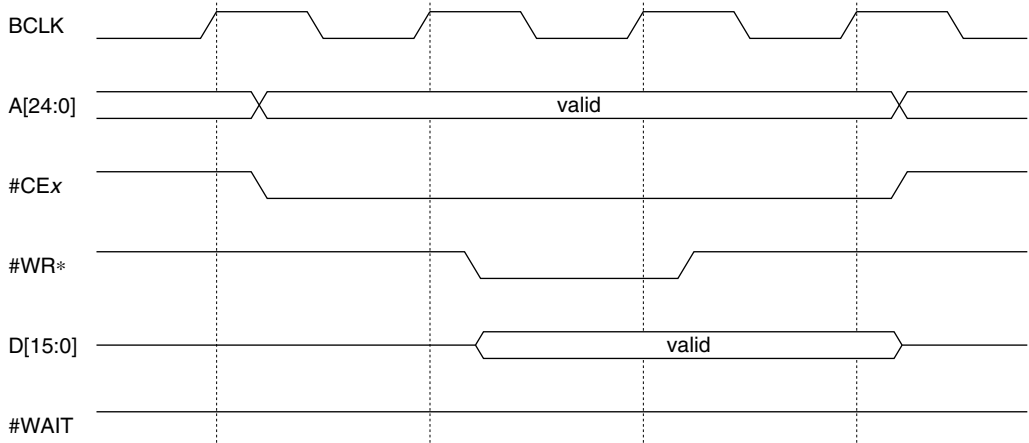 BCLK
A[24:0]
valid
#CEx
#WR*
D[15:0]
valid
#WAIT